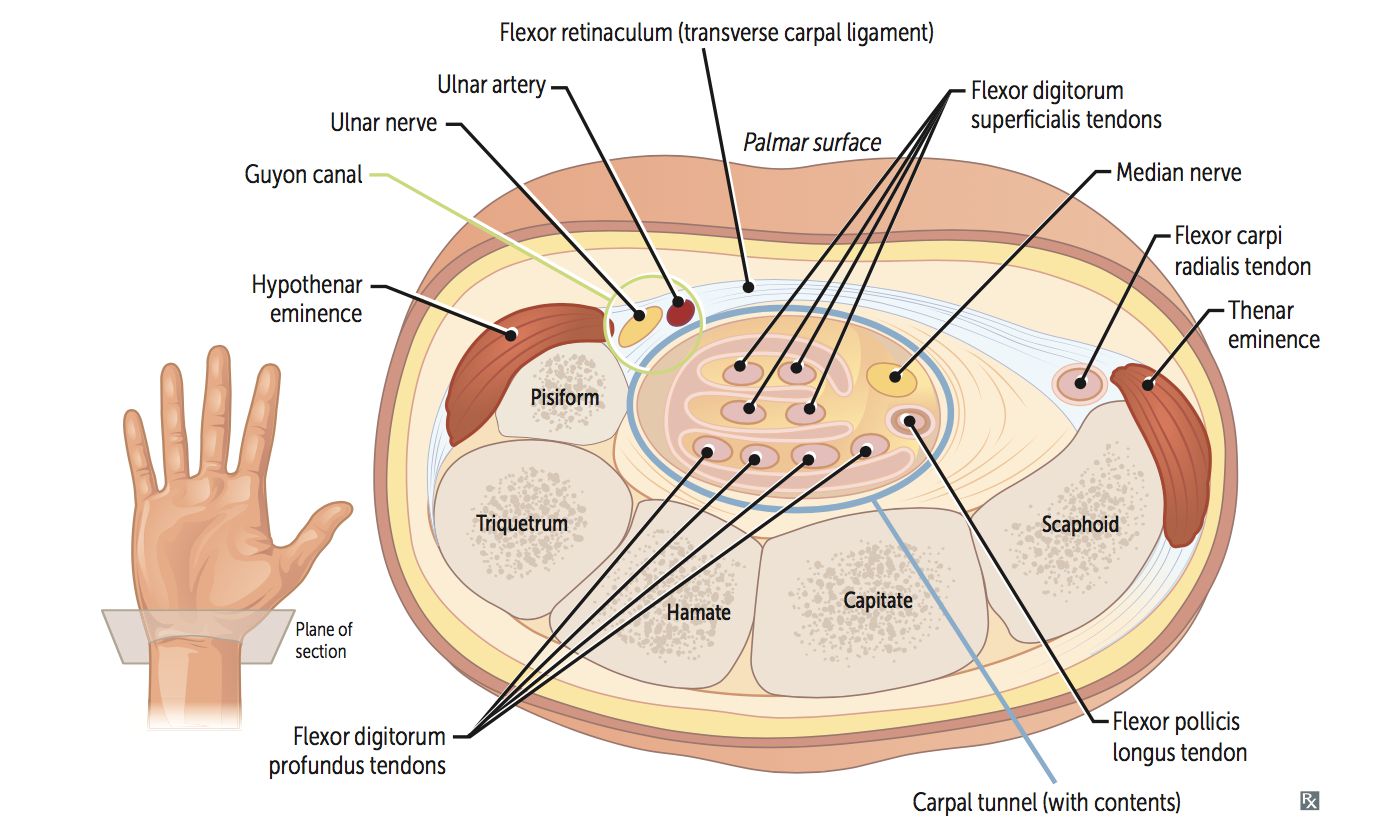 Flexor retinaculum (transverse carpal ligament)
Ulnar artery
Flexor digitorum
superficialis tendons
Ulnar nerve
Palmar surface
Guyon canal
Median nerve
Flexor carpi
radialis tendon
Hypothenar
eminence
Thenar
eminence
Pisiform
Triquetrum
Scaphoid
Hamate
Capitate
Plane of
section
Flexor digitorum
profundus tendons
Flexor pollicis
longus tendon
Carpal tunnel (with contents)
Rx